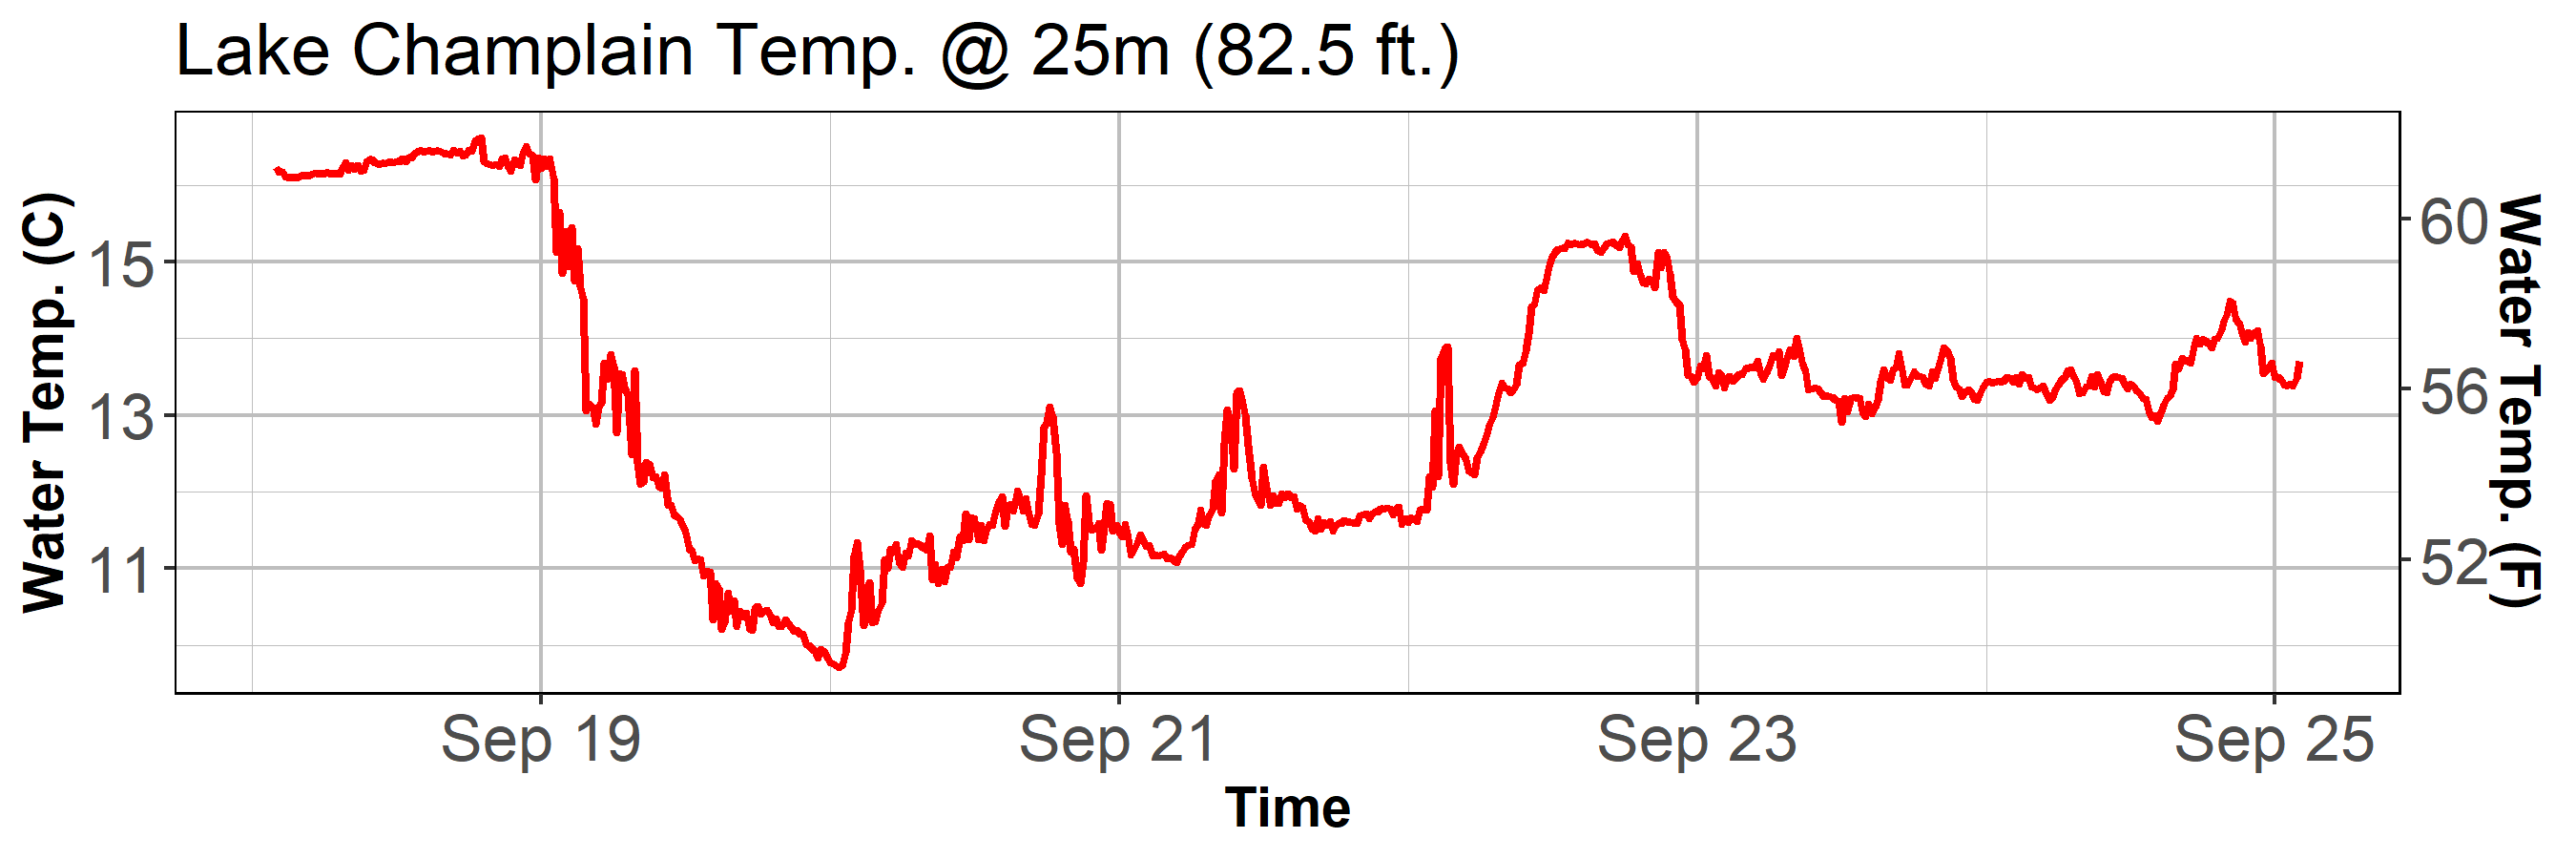 Lake Champlain Temp. @ 25m (82.5 ft.)
Water Temp. (C)
15
13
11
60
56
52
Water Temp. (F)
Sep 19
Sep 21
Sep 23
Sep 25
Time